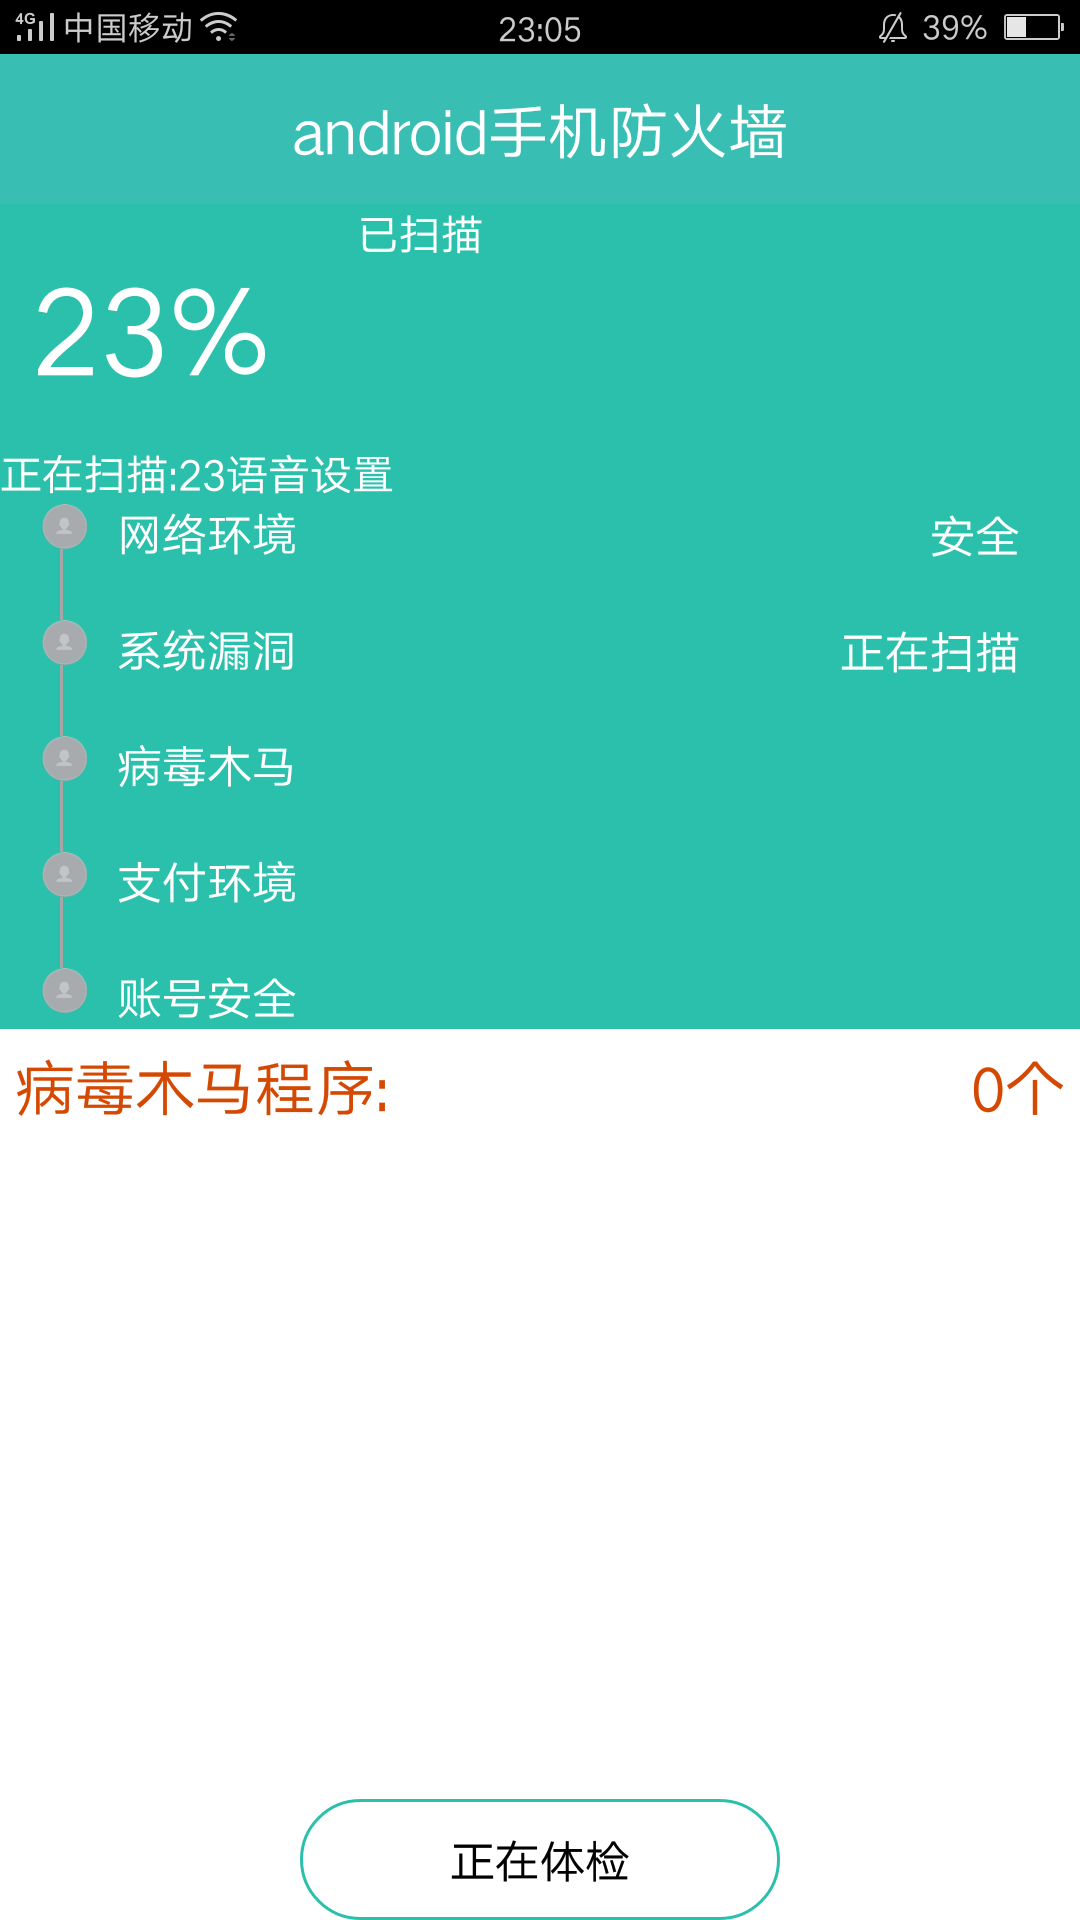 4G 中国移动 23:05 39%
android手机防火墙
已扫描
23%
正在扫描:23语音设置
网络环境 安全
系统漏洞 正在扫描
病毒木马
支付环境
账号安全
病毒木马程序: 0个
正在体检